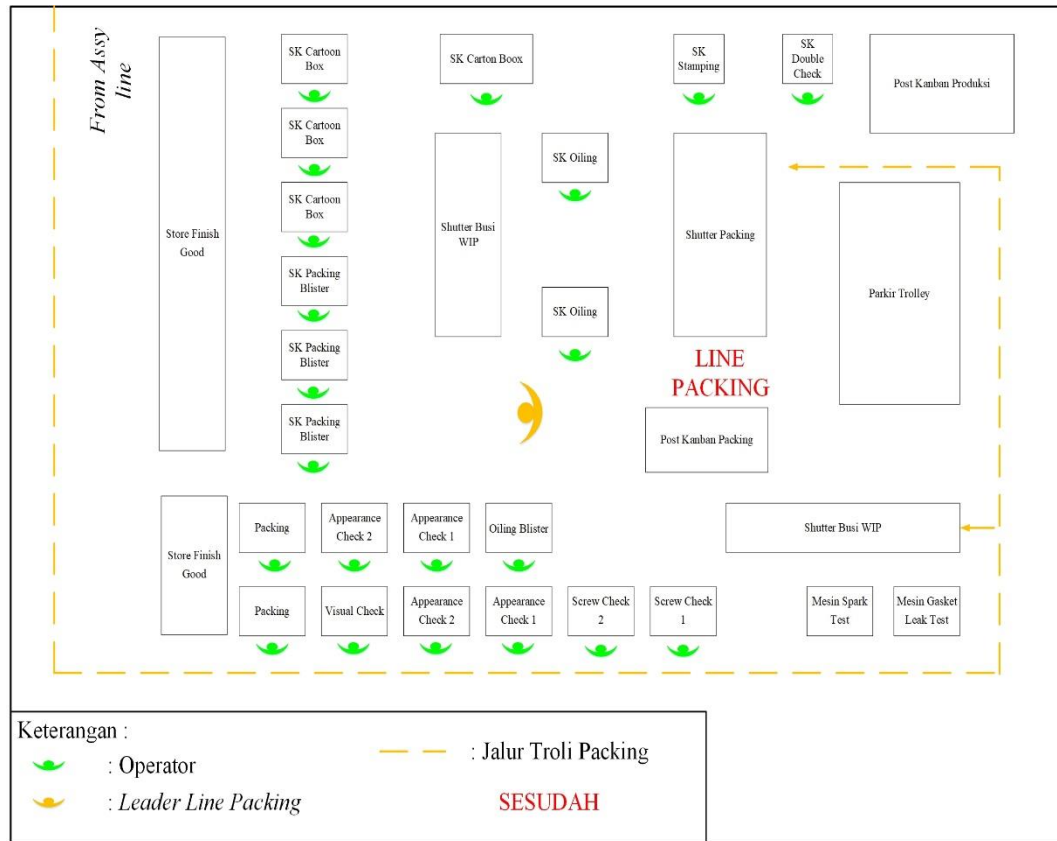 From Assy
line
Store Finish
Good
SK Cartoon
Box
SK Cartoon
Box
SK Cartoon
Box
SK Packing
Blister
SK Packing
Blister
SK Packing
Blister
SK Carton Boox
Shutter Busi
WIP
SK Oiling
SK Oiling
SK
Stamping
SK
Double
Check
Post Kanban Produksi
Shutter Packing
Parkir Trolley
LINE
PACKING
Post Kanban Packing
Store Finish
Good
Packing
Appearance
Check 2
Appearance
Check 1
Oiling Blister
Shutter Busi WIP
Packing
Visual Check
Appearance
Check 2
Appearance
Check 1
Screw Check
2
Screw Check
1
Mesin Spark
Test
Mesin Gasket
Leak Test
Keterangan :
: Operator
: Leader Line Packing
: Jalur Troli Packing
SESUDAH